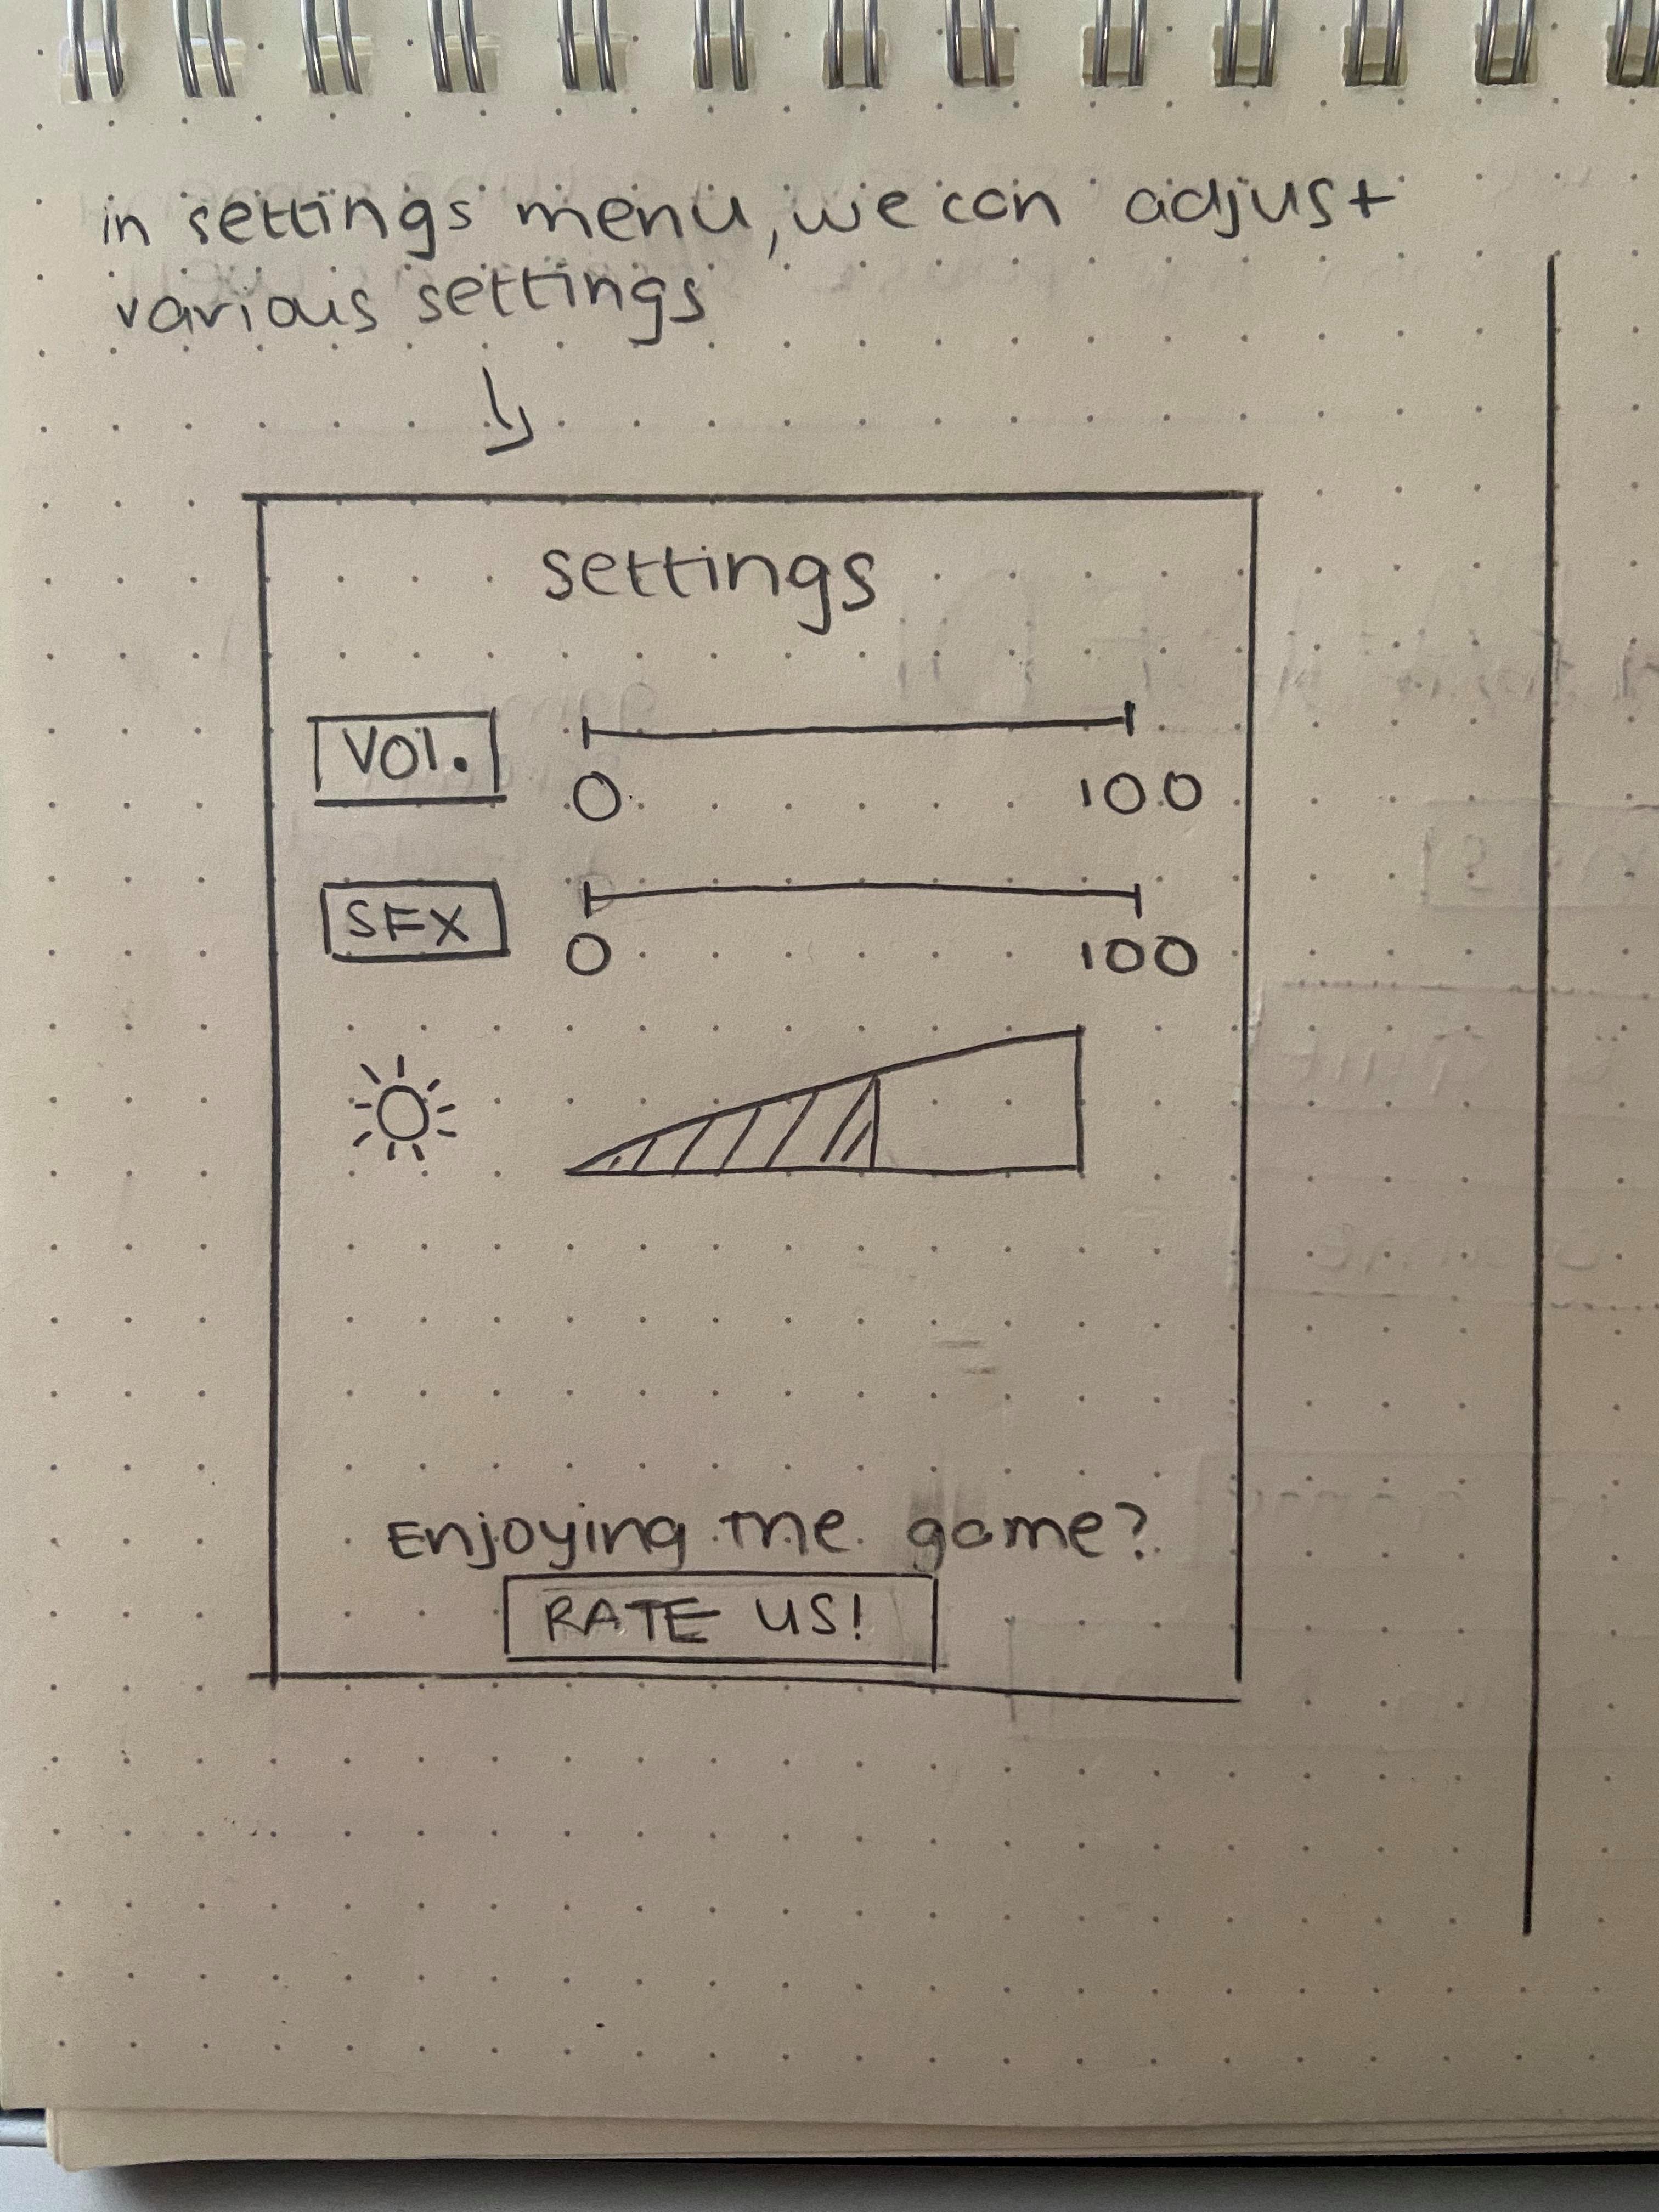 in settings menu, we can adjust
various settings
settings
VOl.
0 100
SFX
0 100
Enjoying the game?
RATE US!